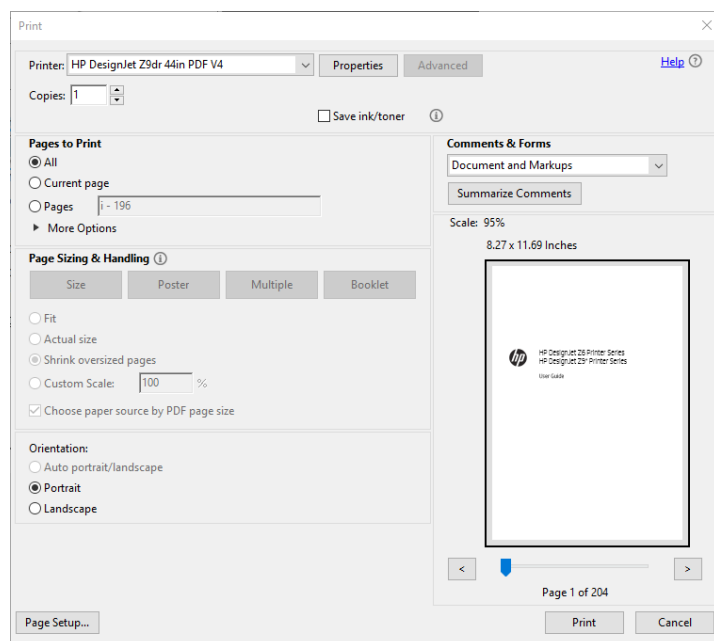 Print
Printer: HP DesignJet Z9dr 44in PDF V4 Properties Advanced Help
Copies: 1
Save ink/toner
Pages to Print
All
Current page
Pages i - 196
More Options
Page Sizing & Handling
Size Poster Multiple Booklet
Fit
Actual size
Shrink oversized pages
Custom Scale: 100 %
Choose paper source by PDF page size
Orientation:
Auto portrait/landscape
Portrait
Landscape
Comments & Forms
Document and Markups
Summarize Comments
Scale: 95%
8.27 x 11.69 Inches
hp
HP DesignJet Z6 Printer Series
HP DesignJet Z9+ Printer Series
User Guide
< >
Page 1 of 204
Page Setup... Print Cancel